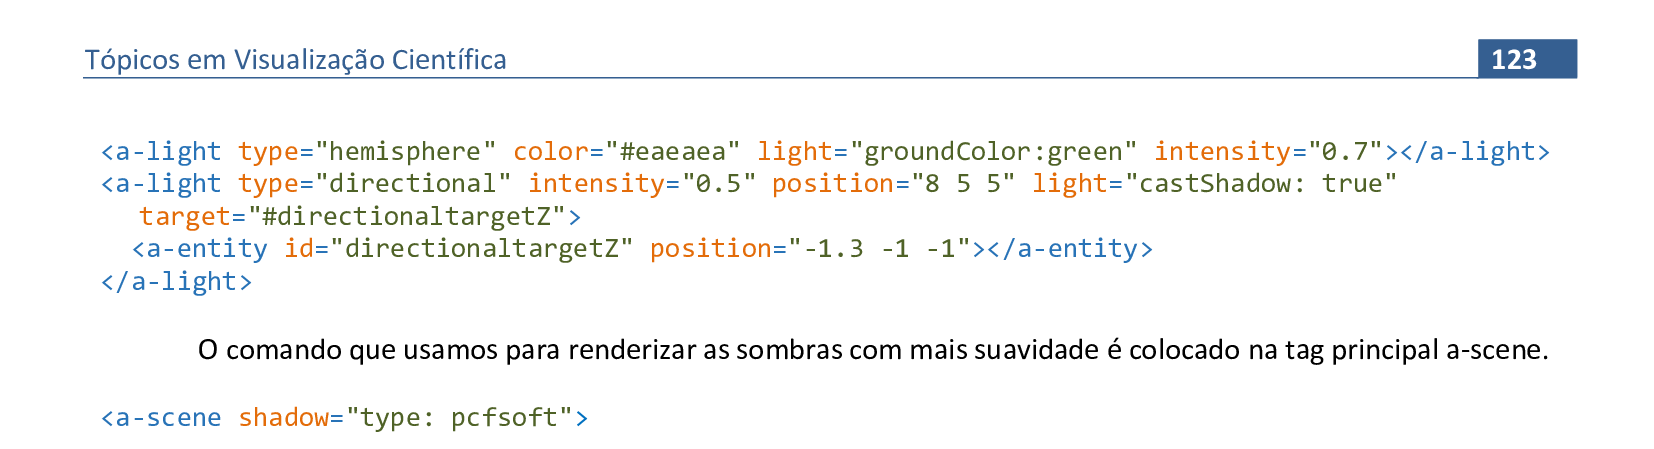 Tópicos em Visualização Científica 123
<a-light type="hemisphere" color="#eaeaea" light="groundColor:green" intensity="0.7"></a-light>
<a-light type="directional" intensity="0.5" position="8 5 5" light="castShadow: true"
target="#directionaltargetZ">
<a-entity id="directionaltargetZ" position="-1.3 -1 -1"></a-entity>
</a-light>
O comando que usamos para renderizar as sombras com mais suavidade é colocado na tag principal a-scene.
<a-scene shadow="type: pcfsoft">